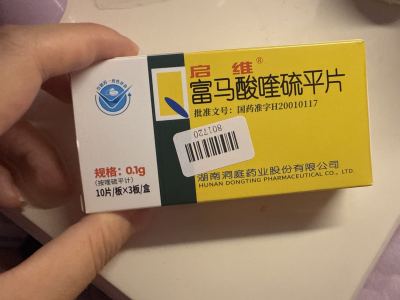 启维®
富马酸喹硫平片
批准文号：国药准字H20010117
801720
规格：0.1g
(按喹硫平计)
10片/板×3板/盒
湖南洞庭药业股份有限公司
HUNAN DONGTING PHARMACEUTICAL CO., LTD.